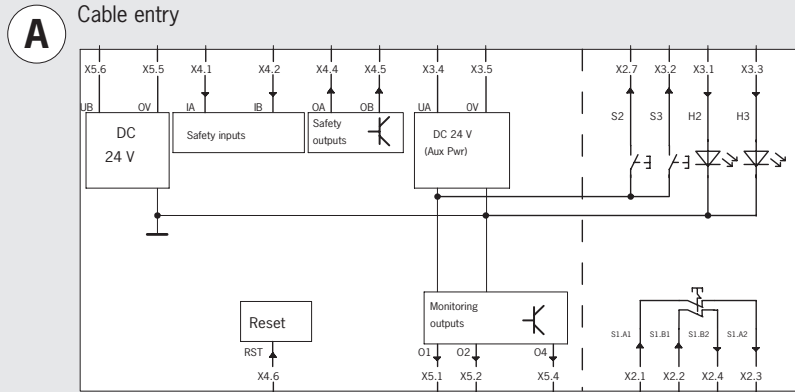 A
Cable entry
X5.6 X5.5 X4.1 X4.2 X4.4 X4.5 X3.4 X3.5 X2.7 X3.2 X3.1 X3.3
UB 0V IA IB OA OB UA 0V
S2 S3 H2 H3
DC
24 V
Safety inputs
Safety
outputs
DC 24 V
(Aux Pwr)
Reset
RST
X4.6
Monitoring
outputs
O1 O2 O4
X5.1 X5.2 X5.4
S1.A1 S1.B1 S1.B2 S1.A2
X2.1 X2.2 X2.4 X2.3